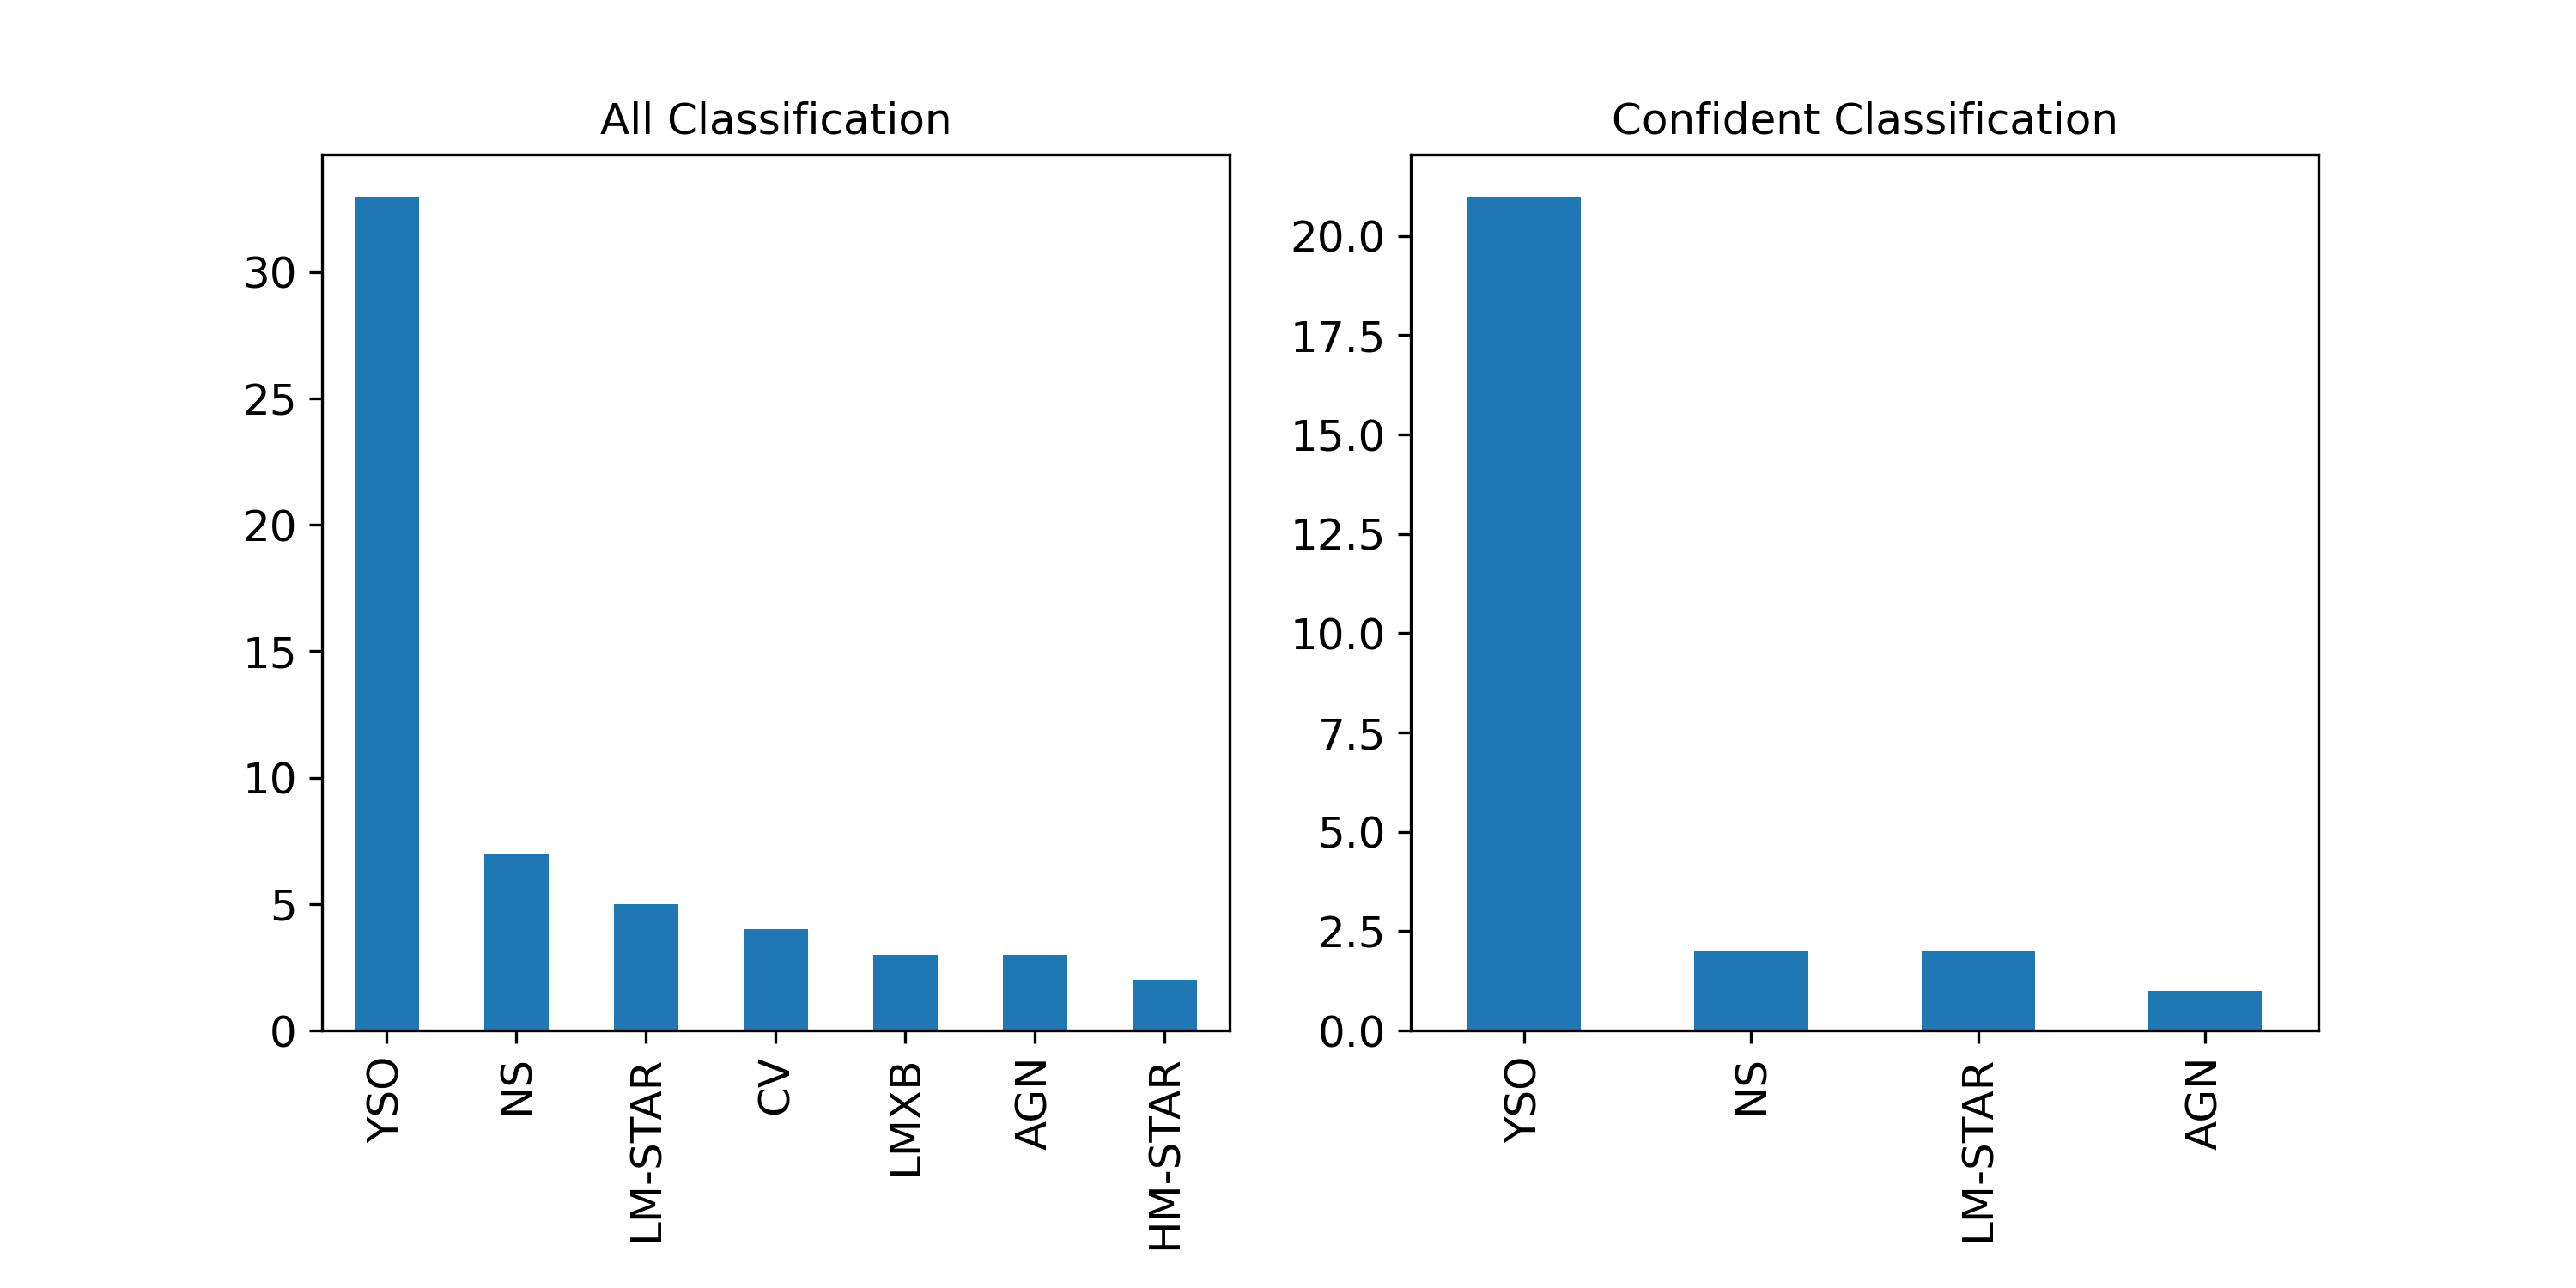 All Classification
30
25
20
15
10
5
0
YSO
NS
LM-STAR
CV
LMXB
AGN
HM-STAR
Confident Classification
20.0
17.5
15.0
12.5
10.0
7.5
5.0
2.5
0.0
YSO
NS
LM-STAR
AGN